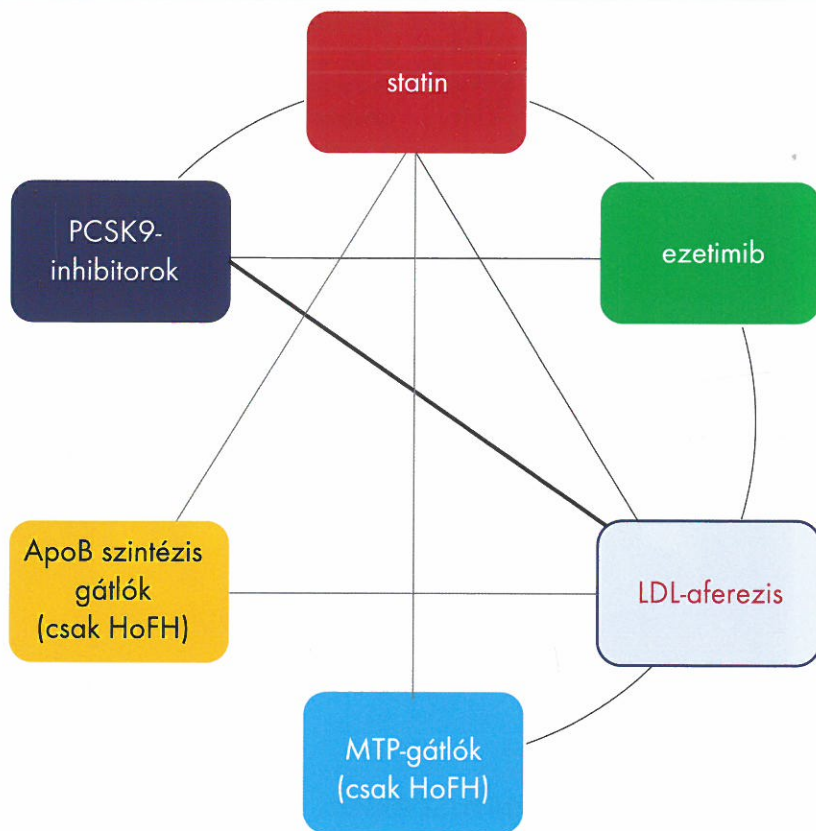 statin
PCSK9-
inhibitorok
ezetimib
ApoB szintézis
gátlók
(csak HoFH)
LDL-aferezis
MTP-gátlók
(csak HoFH)